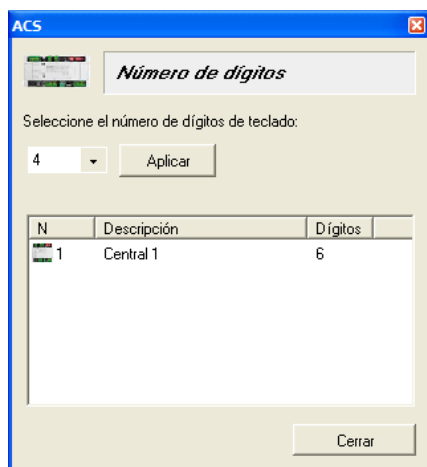 ACS
Número de dígitos
Seleccione el número de dígitos de teclado:
4 Aplicar
N Descripción Dígitos
1 Central 1 6
Cerrar